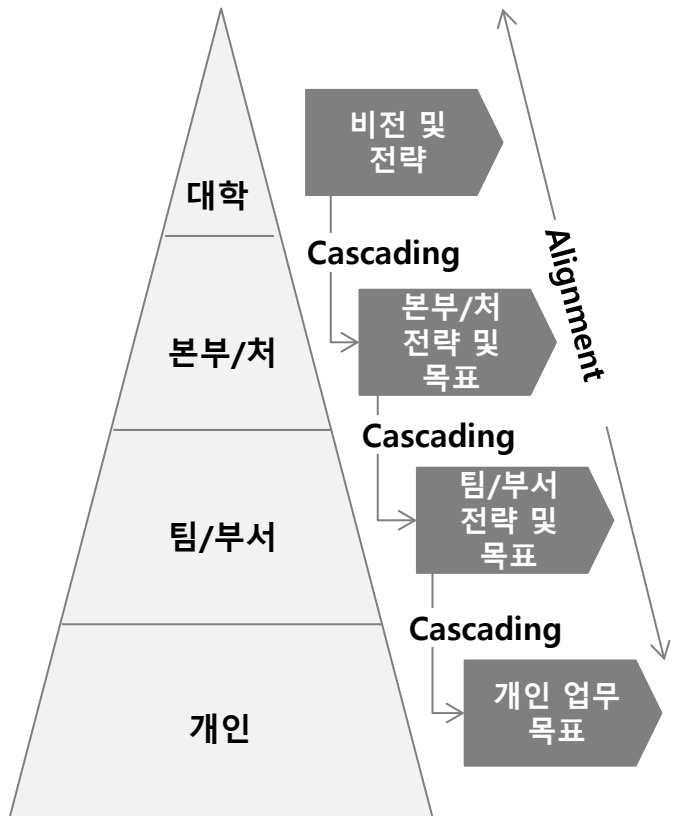 비전 및
전략
대학
Cascading
Alignment
본부/처
전략 및
목표
본부/처
Cascading
팀/부서
전략 및
목표
팀/부서
Cascading
개인 업무
목표
개인